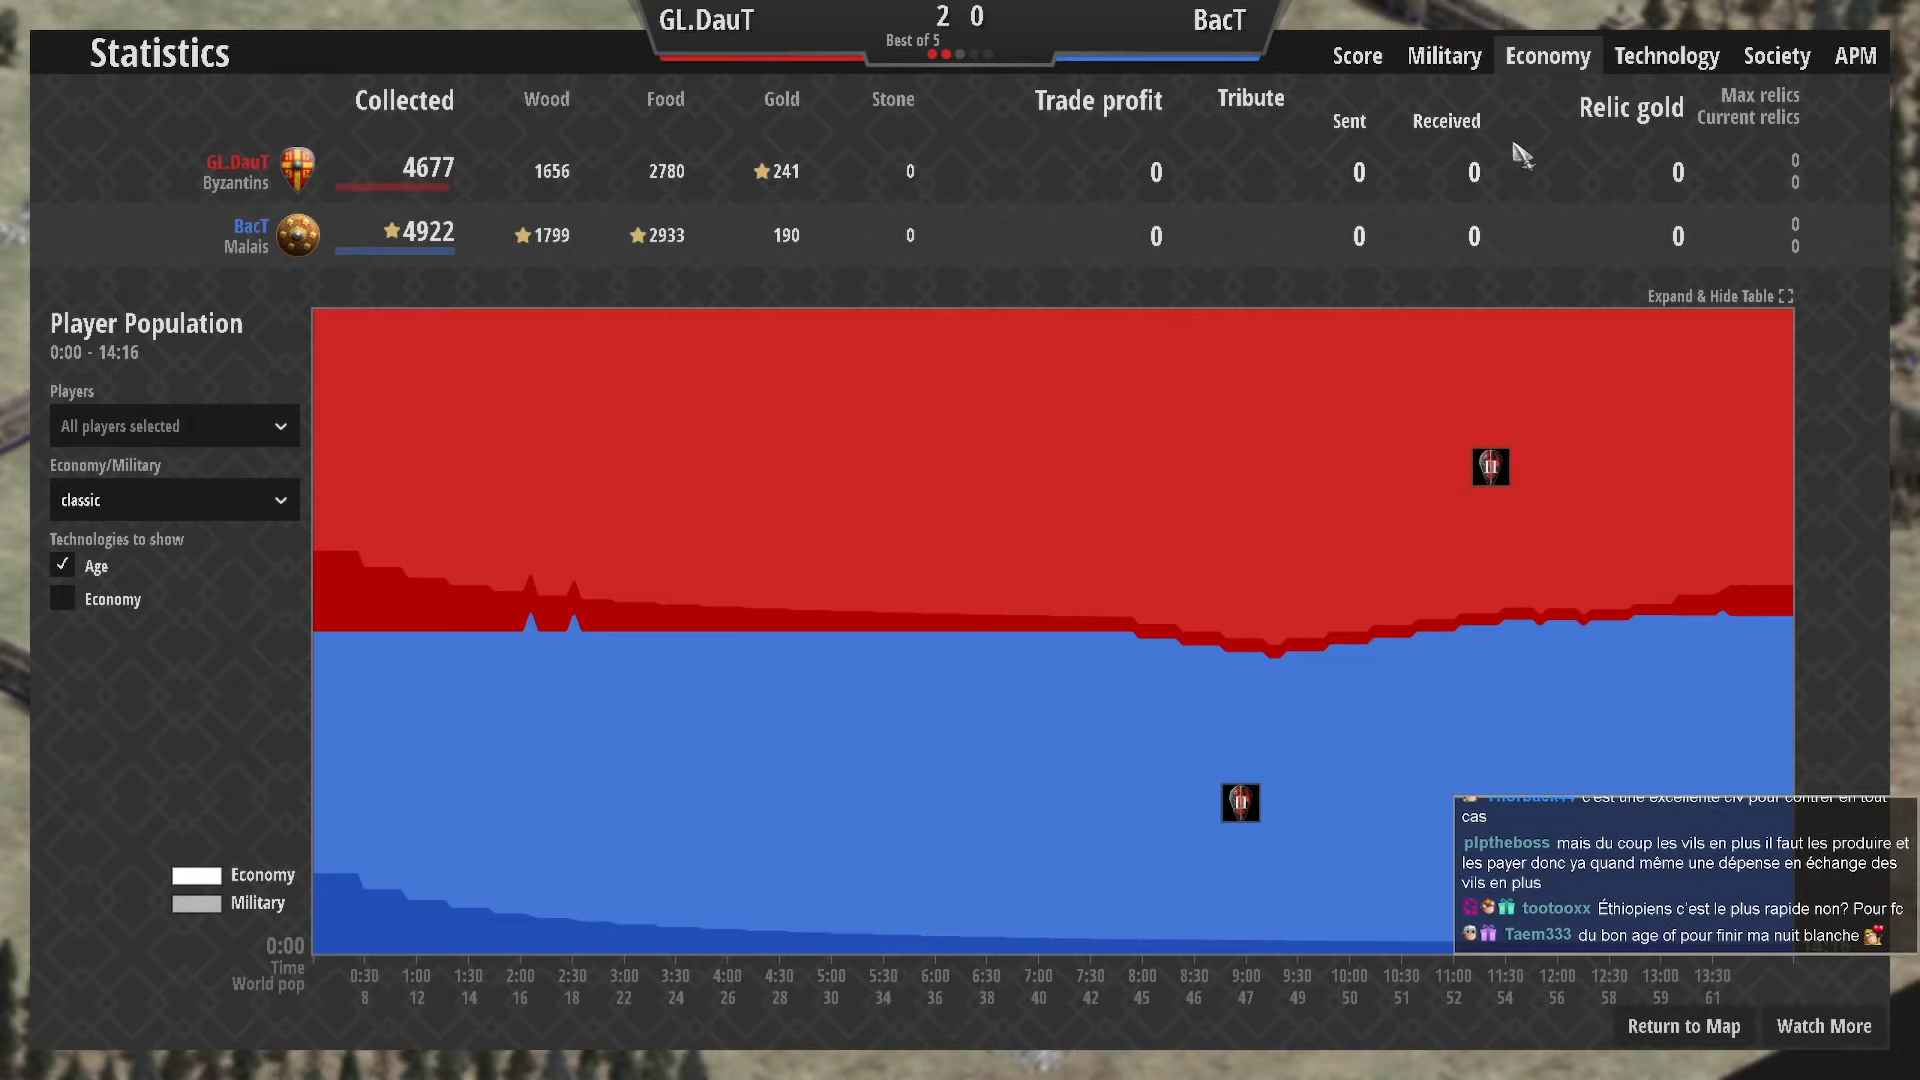 GL.DauT
2 0
BacT
Best of 5
Statistics
Score Military Economy Technology Society APM
Collected Wood Food Gold Stone Trade profit Tribute Sent Received Relic gold Max relics
Current relics
GL.DauT
Byzantins
4677 1656 2780 241 0 0 0 0 0 0
0
BacT
Malais
4922 1799 2933 190 0 0 0 0 0 0
0
Expand & Hide Table
Player Population
0:00 - 14:16
Players
All players selected
Economy/Military
classic
Technologies to show
Age
Economy
II
II
Economy
Military
Thorback44 c'est une excellente civ pour contrer en tout
cas
plptheboss mais du coup les vils en plus il faut les produire et
les payer donc ya quand même une dépense en échange des
vils en plus
tootooxx Éthiopiens c'est le plus rapide non? Pour fc
Taem333 du bon age of pour finir ma nuit blanche
0:00
Time 0:30 1:00 1:30 2:00 2:30 3:00 3:30 4:00 4:30 5:00 5:30 6:00 6:30 7:00 7:30 8:00 8:30 9:00 9:30 10:00 10:30 11:00 11:30 12:00 12:30 13:00 13:30
World pop 8 12 14 16 18 22 24 26 28 30 34 36 38 40 42 45 46 47 49 50 51 52 54 56 58 59 61
Return to Map Watch More